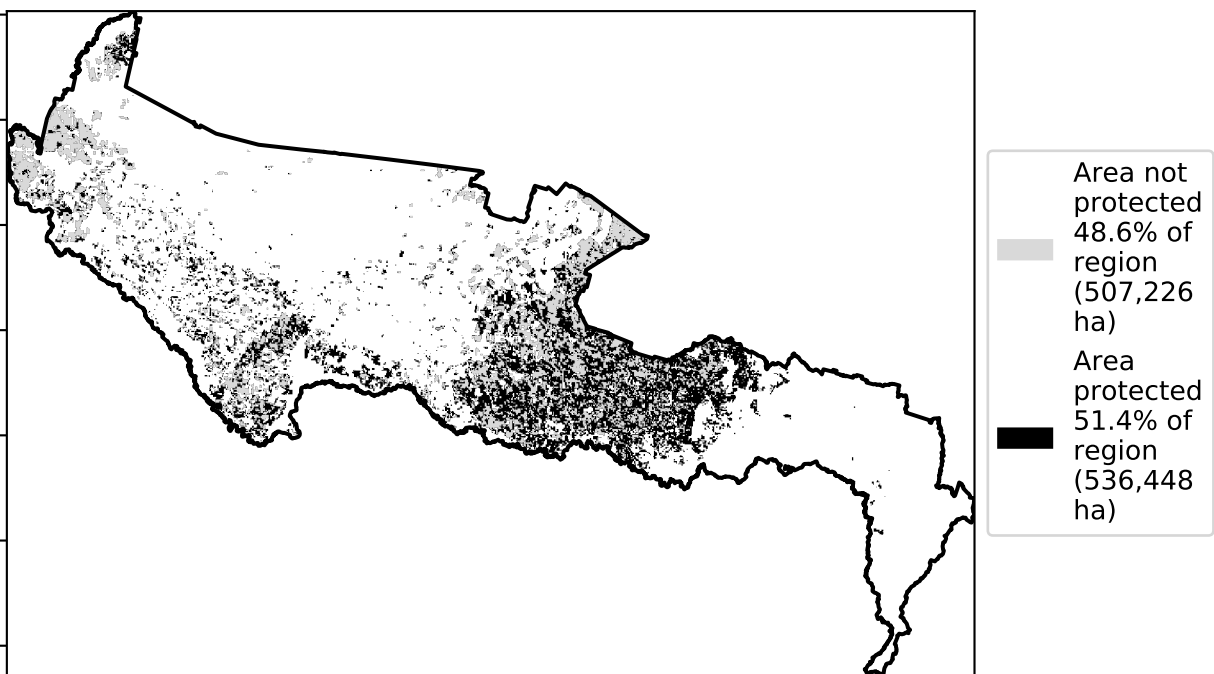 Area not
protected
48.6% of
region
(507,226
ha)
Area
protected
51.4% of
region
(536,448
ha)